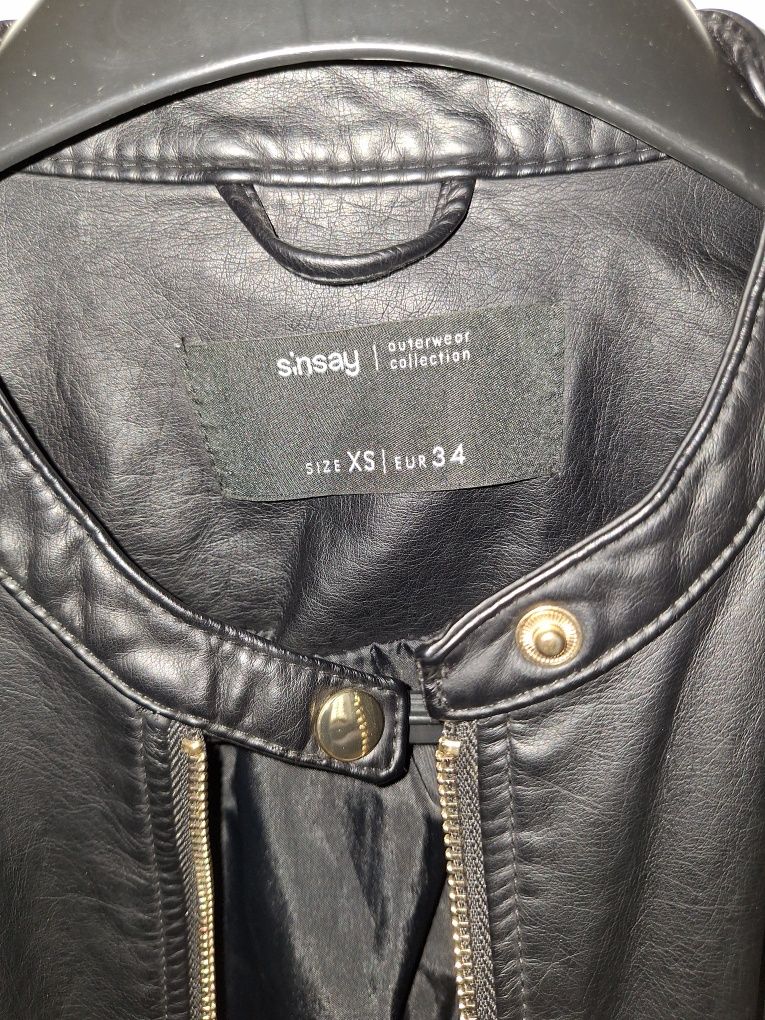 sinsay | outerwear
collection
SIZE XS | EUR 34